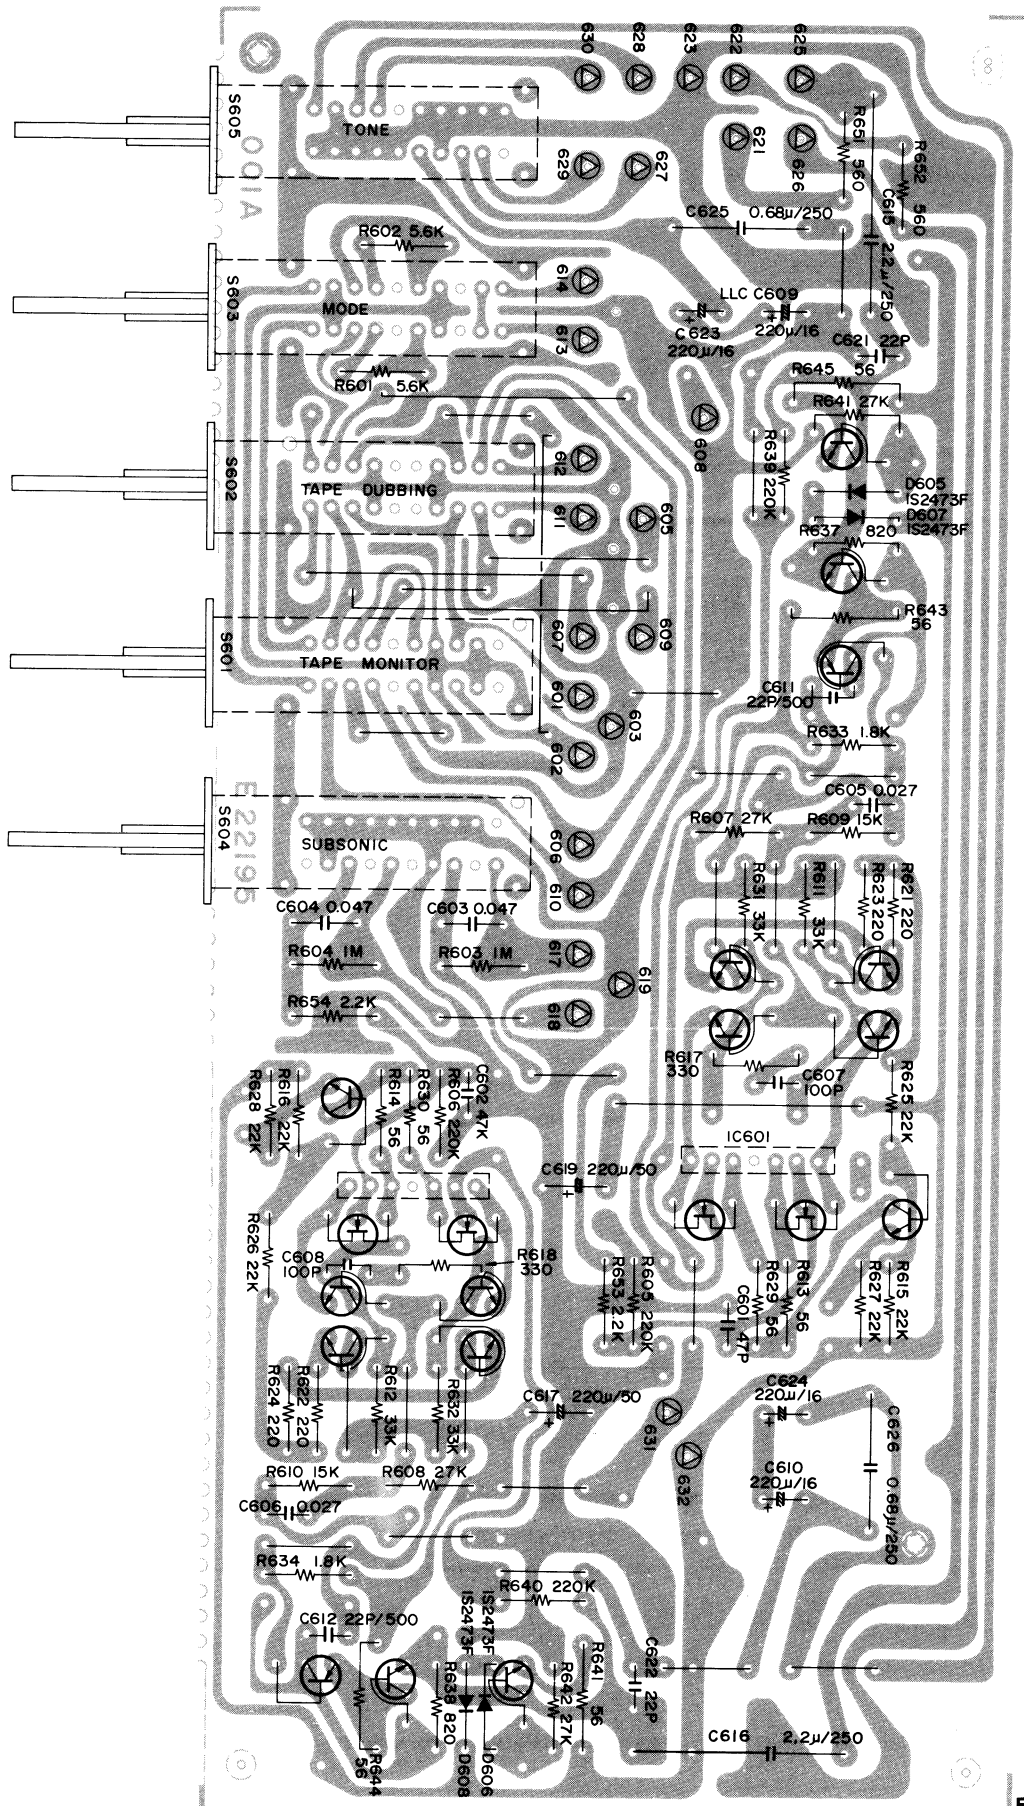 630
628
623
622
625
S605
001A
TONE
621
626
R651 560
R652 560
629
627
C625 0.68μ/250
C615 2.2μ/250
R602 5.6K
S603
MODE
614
613
LLC C609
220μ/16
C623
220μ/16
C621 22P
R645 56
R641 27K
R601 5.6K
608
R639 220K
S602
TAPE DUBBING
612
611
605
D605
IS2473F
D607
IS2473F
R637 820
R643
56
S601
TAPE MONITOR
607
609
601
603
602
C611
22P/500
R633 1.8K
C605 0.027
R607 27K
R609 15K
E22195
S604
SUBSONIC
606
610
R631 33K
R611 33K
R623 220
R621 220
C604 0.047
C603 0.047
R604 1M
R603 1M
617
619
R654 2.2K
618
R617
330
C607
100P
R625 22K
R628 22K
R616 22K
R614 56
R630 56
R606 220K
C602 47K
IC601
C619 220μ/50
R626 22K
C608
100P
R618
330
R653 2.2K
R605 220K
C601 47P
R629 56
R613 56
R627 22K
R615 22K
R624 220
R622 220
R612 33K
R632 33K
C617 220μ/50
631
632
C624
220μ/16
C626 0.68μ/250
C610
220μ/16
R610 15K
R608 27K
C606 0.027
R634 1.8K
R640 220K
C612 22P/500
IS2473F
IS2473F
R644
56
R638 820
D608
D606
R642 27K
R641 56
C622 22P
C616 2.2μ/250